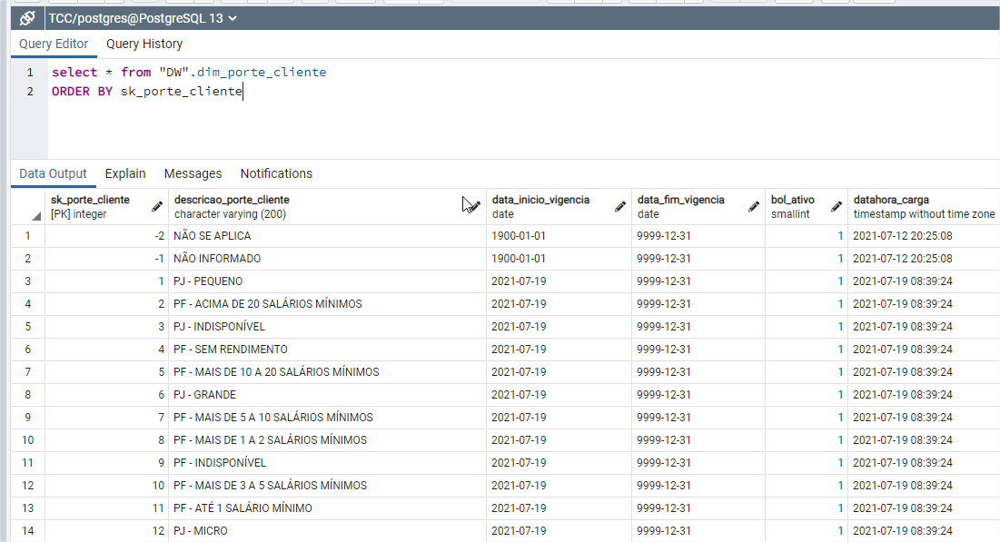 TCC/postgres@PostgreSQL 13
Query Editor Query History
1 select * from "DW".dim_porte_cliente
2 ORDER BY sk_porte_cliente
Data Output Explain Messages Notifications
sk_porte_cliente descricao_porte_cliente data_inicio_vigencia data_fim_vigencia bol_ativo datahora_carga
[PK] integer character varying (200) date date smallint timestamp without time zone
1 -2 NÃO SE APLICA 1900-01-01 9999-12-31 1 2021-07-12 20:25:08
2 -1 NÃO INFORMADO 1900-01-01 9999-12-31 1 2021-07-12 20:25:08
3 1 PJ - PEQUENO 2021-07-19 9999-12-31 1 2021-07-19 08:39:24
4 2 PF - ACIMA DE 20 SALÁRIOS MÍNIMOS 2021-07-19 9999-12-31 1 2021-07-19 08:39:24
5 3 PJ - INDISPONÍVEL 2021-07-19 9999-12-31 1 2021-07-19 08:39:24
6 4 PF - SEM RENDIMENTO 2021-07-19 9999-12-31 1 2021-07-19 08:39:24
7 5 PF - MAIS DE 10 A 20 SALÁRIOS MÍNIMOS 2021-07-19 9999-12-31 1 2021-07-19 08:39:24
8 6 PJ - GRANDE 2021-07-19 9999-12-31 1 2021-07-19 08:39:24
9 7 PF - MAIS DE 5 A 10 SALÁRIOS MÍNIMOS 2021-07-19 9999-12-31 1 2021-07-19 08:39:24
10 8 PF - MAIS DE 1 A 2 SALÁRIOS MÍNIMOS 2021-07-19 9999-12-31 1 2021-07-19 08:39:24
11 9 PF - INDISPONÍVEL 2021-07-19 9999-12-31 1 2021-07-19 08:39:24
12 10 PF - MAIS DE 3 A 5 SALÁRIOS MÍNIMOS 2021-07-19 9999-12-31 1 2021-07-19 08:39:24
13 11 PF - ATÉ 1 SALÁRIO MÍNIMO 2021-07-19 9999-12-31 1 2021-07-19 08:39:24
14 12 PJ - MICRO 2021-07-19 9999-12-31 1 2021-07-19 08:39:24